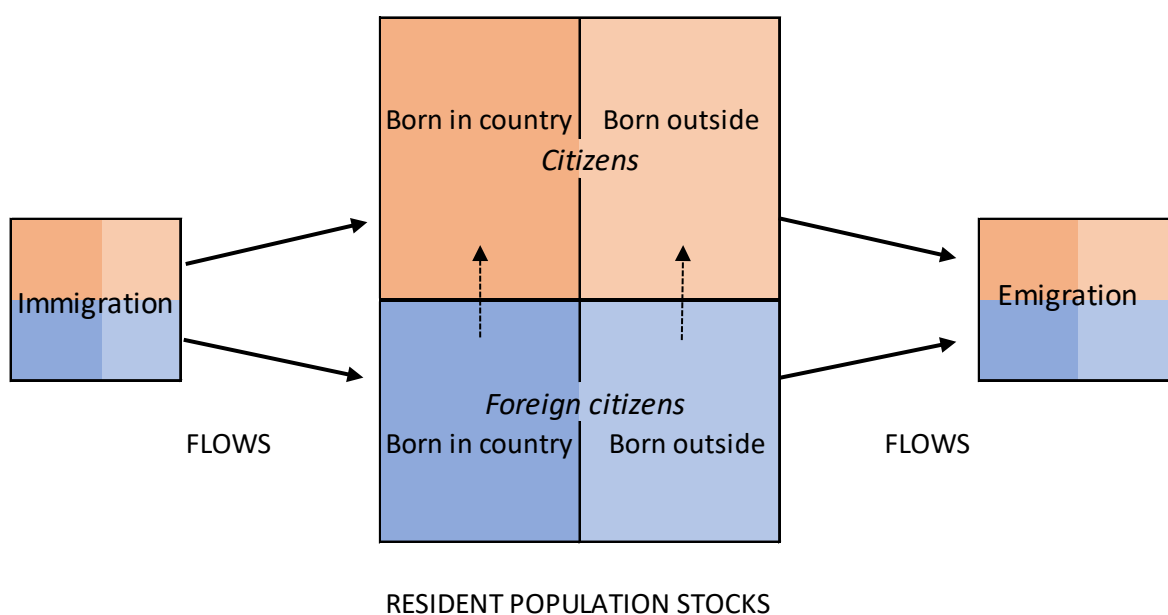 Born in country
Born outside
Citizens
Immigration
Emigration
Foreign citizens
Born in country
Born outside
FLOWS
FLOWS
RESIDENT POPULATION STOCKS